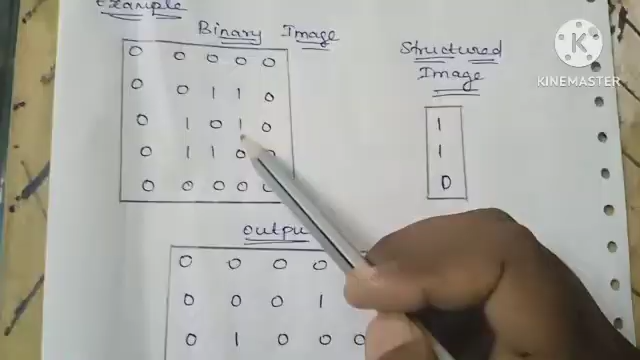 Example
Binary Image
0 0 0 0 0
0 0 1 1 0
0 1 0 1 0
0 1 1 0 0
0 0 0 0 0
Structured
Image
1
1
0
KINEMASTER
outpu
0 0 0 0
0 0 0 1
0 1 0 0 0